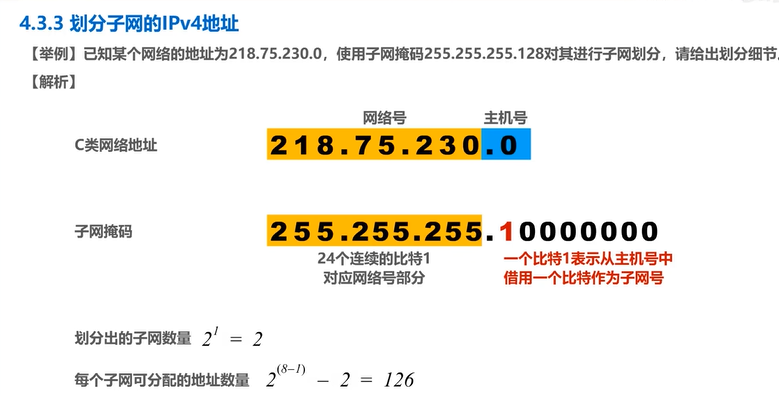 4.3.3 划分子网的IPv4地址
【举例】已知某个网络的地址为218.75.230.0，使用子网掩码255.255.255.128对其进行子网划分，请给出划分细节。
【解析】
网络号 主机号
C类网络地址 218.75.230.0
子网掩码 255.255.255.10000000
24个连续的比特1 一个比特1表示从主机号中
对应网络号部分 借用一个比特作为子网号
划分出的子网数量 2^1 = 2
每个子网可分配的地址数量 2^(8–1) – 2 = 126